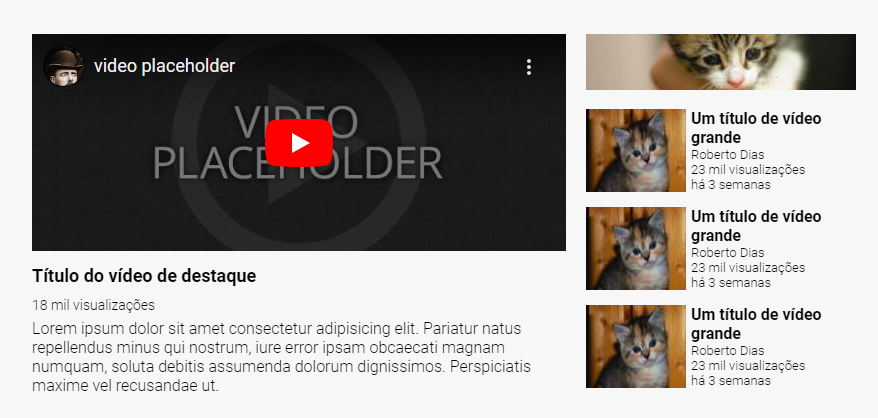 video placeholder
VIDEO
PLACEHOLDER
Título do vídeo de destaque
18 mil visualizações
Lorem ipsum dolor sit amet consectetur adipisicing elit. Pariatur natus
repellendus minus qui nostrum, iure error ipsam obcaecati magnam
numquam, soluta debitis assumenda dolorum dignissimos. Perspiciatis
maxime vel recusandae ut.
Um título de vídeo
grande
Roberto Dias
23 mil visualizações
há 3 semanas
Um título de vídeo
grande
Roberto Dias
23 mil visualizações
há 3 semanas
Um título de vídeo
grande
Roberto Dias
23 mil visualizações
há 3 semanas